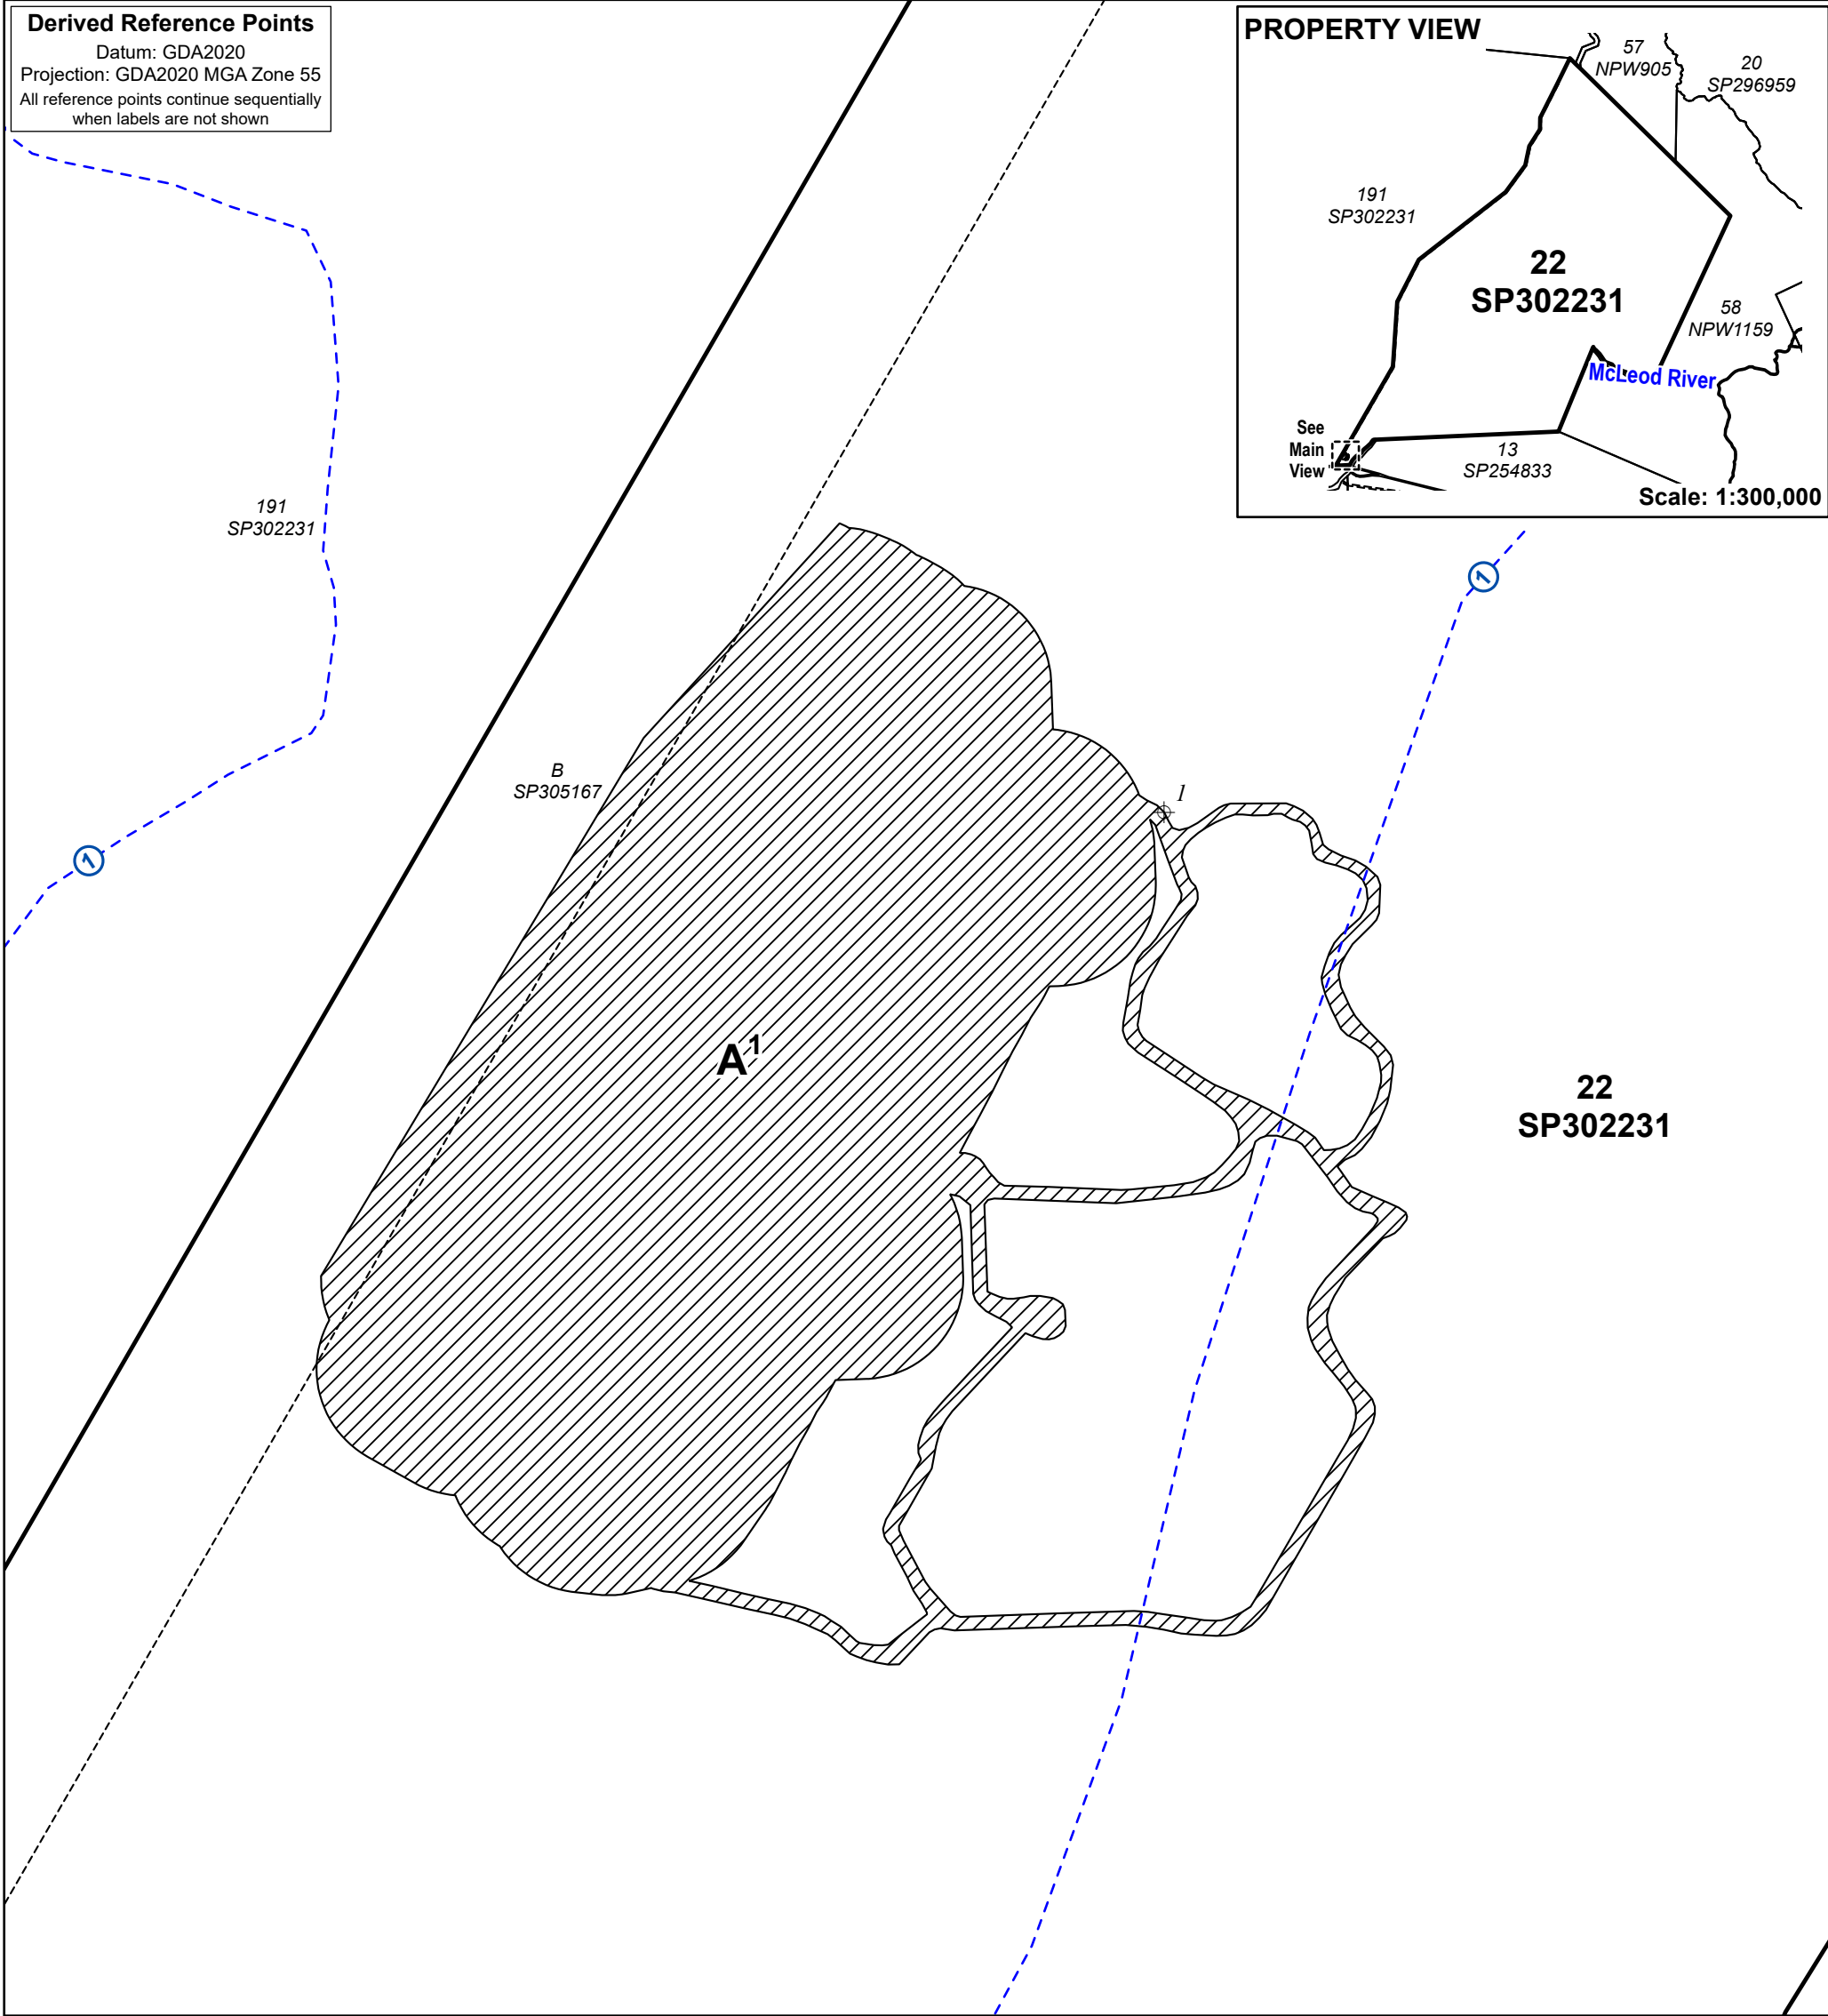 Derived Reference Points
Datum: GDA2020
Projection: GDA2020 MGA Zone 55
All reference points continue sequentially
when labels are not shown
PROPERTY VIEW
57
NPW905
20
SP296959
191
SP302231
22
SP302231
58
NPW1159
McLeod River
See
Main
View
13
SP254833
Scale: 1:300,000
191
SP302231
1
B
SP305167
1
1
A1
22
SP302231